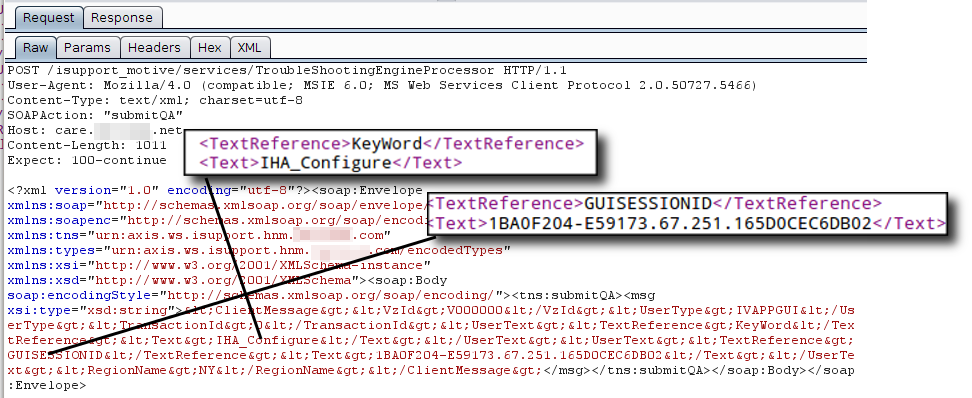 Request Response
Raw Params Headers Hex XML
POST /isupport_motive/services/TroubleShootingEngineProcessor HTTP/1.1
User-Agent: Mozilla/4.0 (compatible; MSIE 6.0; MS Web Services Client Protocol 2.0.50727.5466)
Content-Type: text/xml; charset=utf-8
SOAPAction: "submitQA"
Host: care. .net
Content-Length: 1011
Expect: 100-continue
<TextReference>KeyWord</TextReference>
<Text>IHA_Configure</Text>
<TextReference>GUISESSIONID</TextReference>
<Text>1BA0F204-E59173.67.251.165D0CEC6DB02</Text>
<?xml version="1.0" encoding="utf-8"?><soap:Envelope
xmlns:soap="http://schemas.xmlsoap.org/soap/envelope/
xmlns:soapenc="http://schemas.xmlsoap.org/soap/encodi
xmlns:tns="urn:axis.ws.isupport.hnm. .com"
xmlns:types="urn:axis.ws.isupport.hnm. .com/encodedTypes"
xmlns:xsi="http://www.w3.org/2001/XMLSchema-instance"
xmlns:xsd="http://www.w3.org/2001/XMLSchema"><soap:Body
soap:encodingStyle="http://schemas.xmlsoap.org/soap/encoding/"><tns:submitQA><msg
xsi:type="xsd:string">&lt;ClientMessage&gt;&lt;VzId&gt;V000000&lt;/VzId&gt;&lt;UserType&gt;IVAPPGUI&lt;/Us
erType&gt;&lt;TransactionId&gt;0&lt;/TransactionId&gt;&lt;UserText&gt;&lt;TextReference&gt;KeyWord&lt;/Tex
tReference&gt;&lt;Text&gt;IHA_Configure&lt;/Text&gt;&lt;/UserText&gt;&lt;UserText&gt;&lt;TextReference&gt;
GUISESSIONID&lt;/TextReference&gt;&lt;Text&gt;1BA0F204-E59173.67.251.165D0CEC6DB02&lt;/Text&gt;&lt;/UserTe
xt&gt;&lt;RegionName&gt;NY&lt;/RegionName&gt;&lt;/ClientMessage&gt;</msg></tns:submitQA></soap:Body></soap
:Envelope>